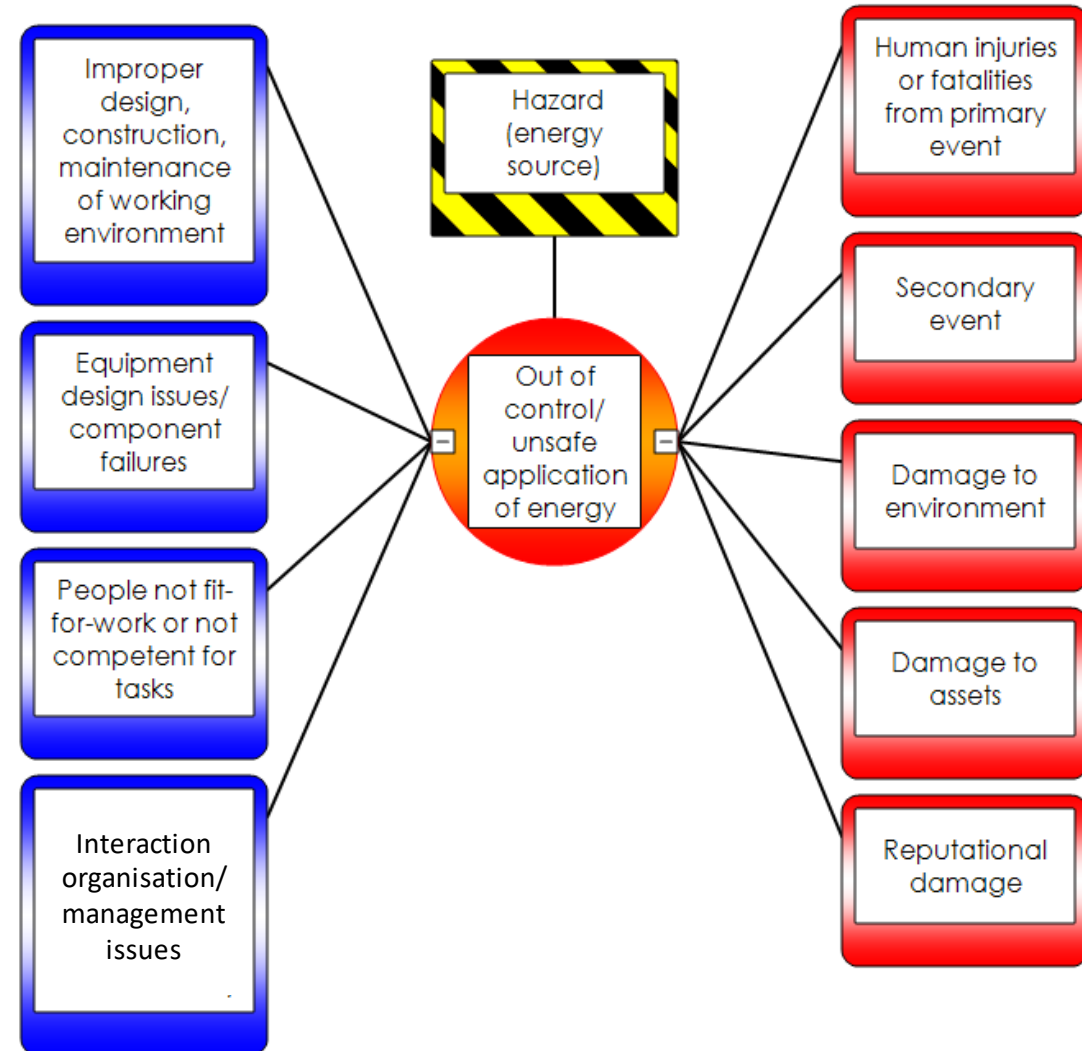 Improper
design,
construction,
maintenance
of working
environment
Equipment
design issues/
component
failures
People not fit-
for-work or not
competent for
tasks
Interaction
organisation/
management
issues
Hazard
(energy
source)
Out of
control/
unsafe
application
of energy
Human injuries
or fatalities
from primary
event
Secondary
event
Damage to
environment
Damage to
assets
Reputational
damage